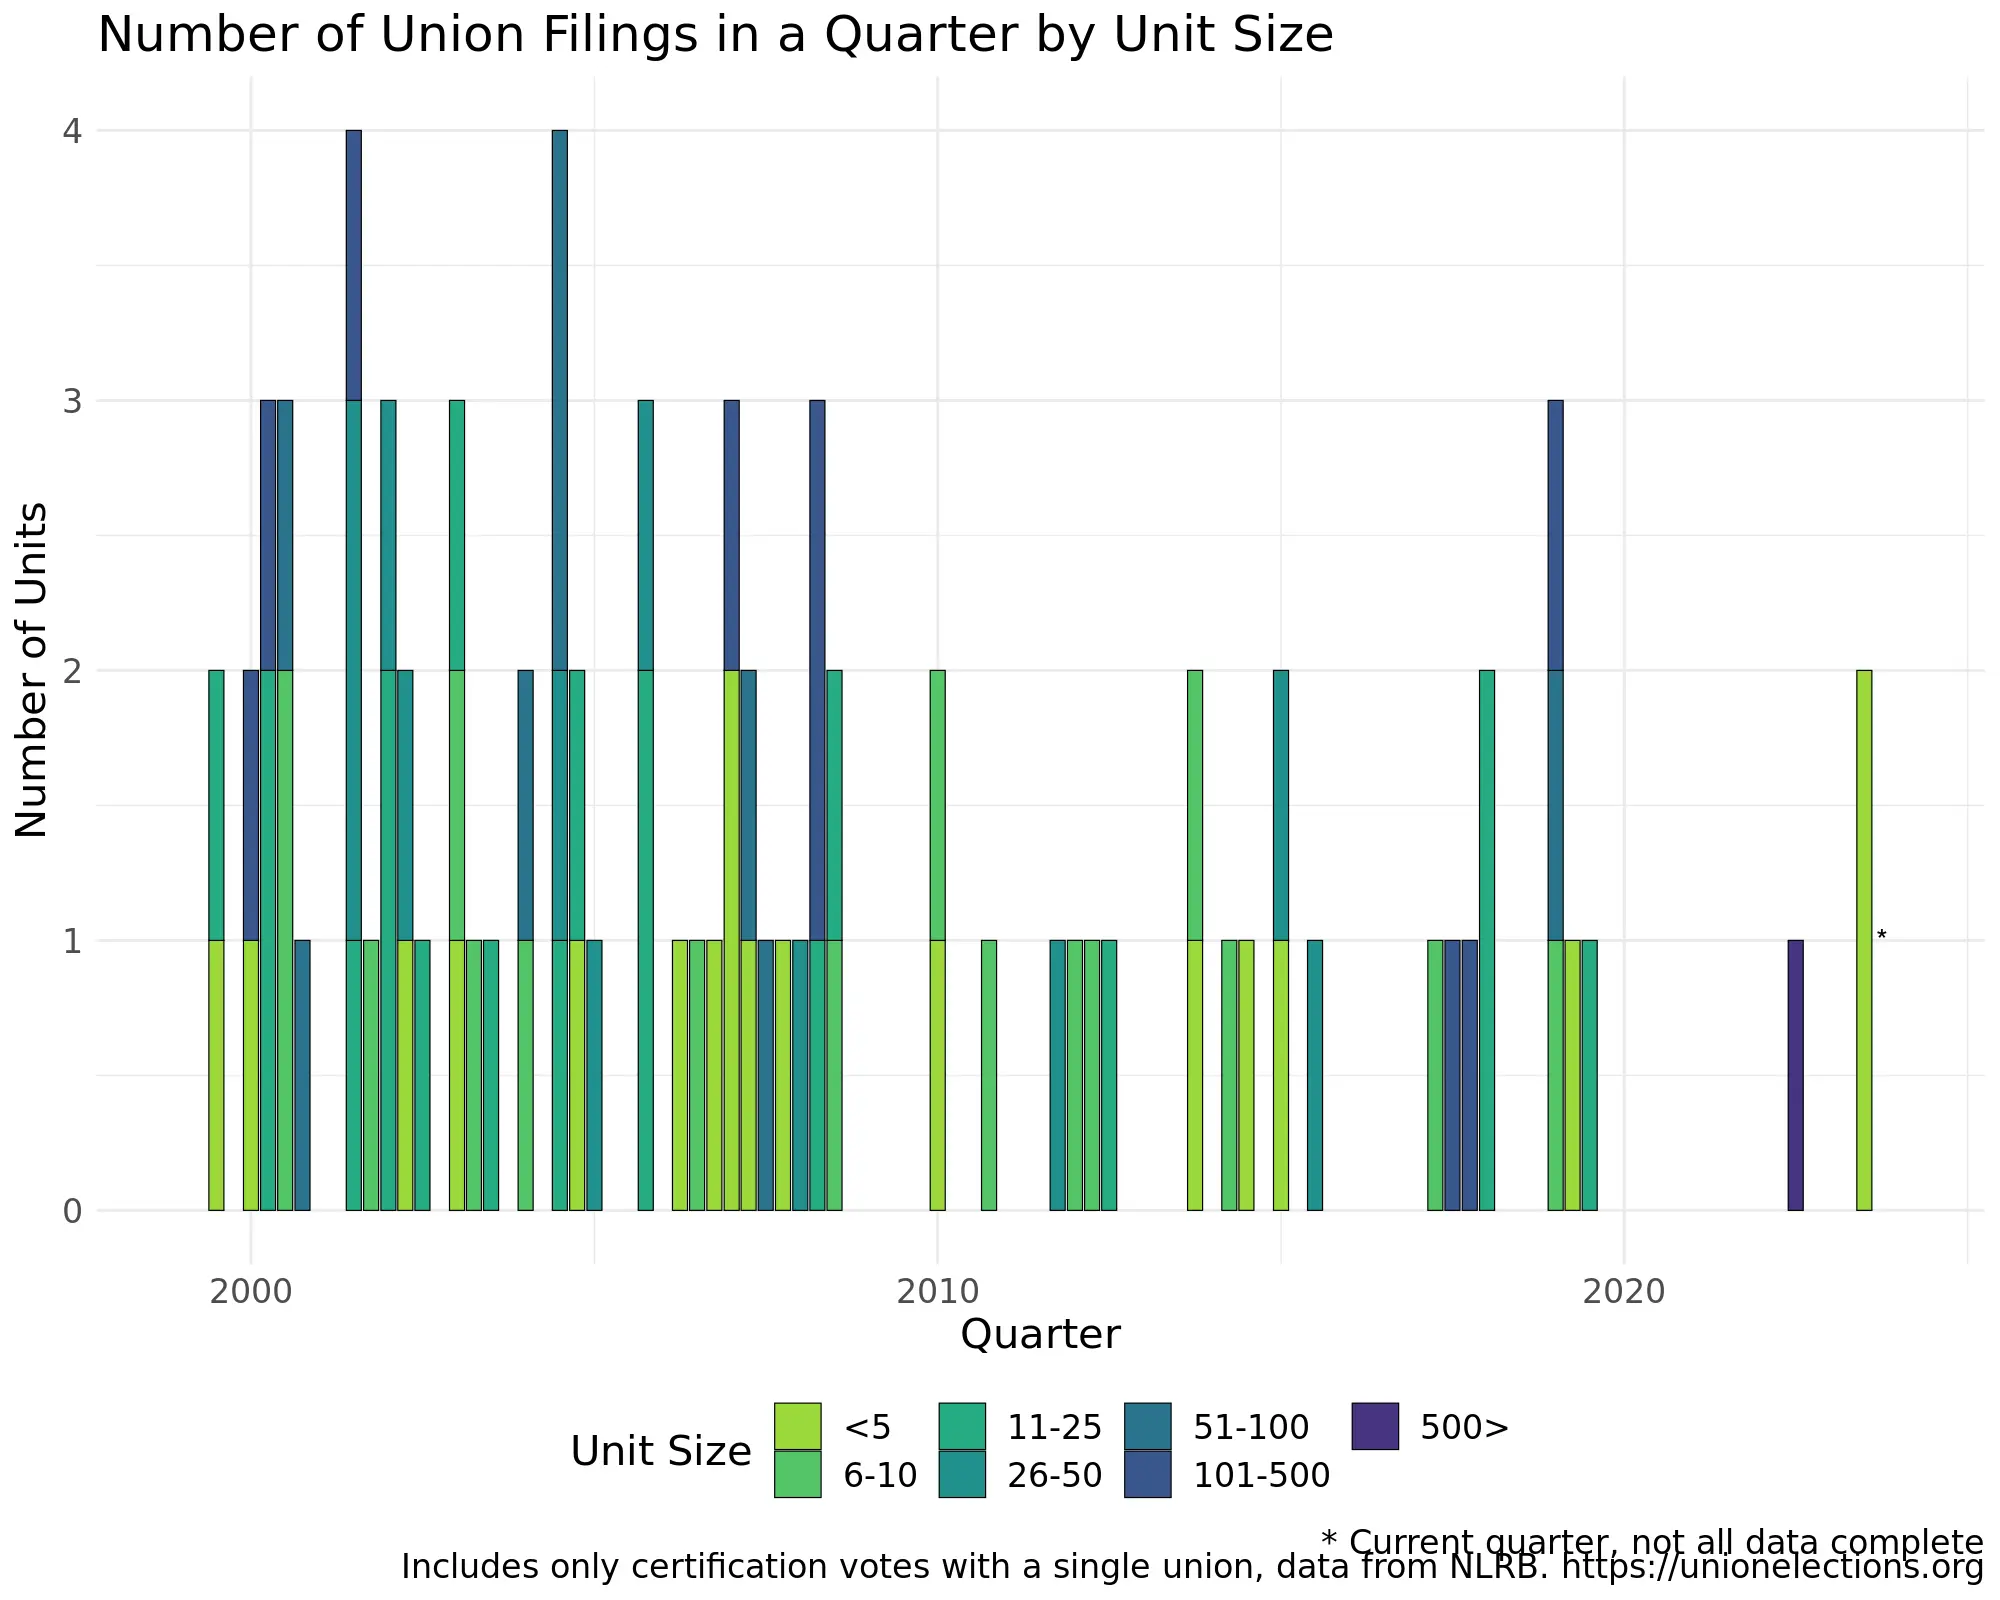 Number of Union Filings in a Quarter by Unit Size
4
3
2
1
0
Number of Units
*
2000 2010 2020
Quarter
Unit Size
<5 11-25 51-100 500>
6-10 26-50 101-500
* Current quarter, not all data complete
Includes only certification votes with a single union, data from NLRB. https://unionelections.org